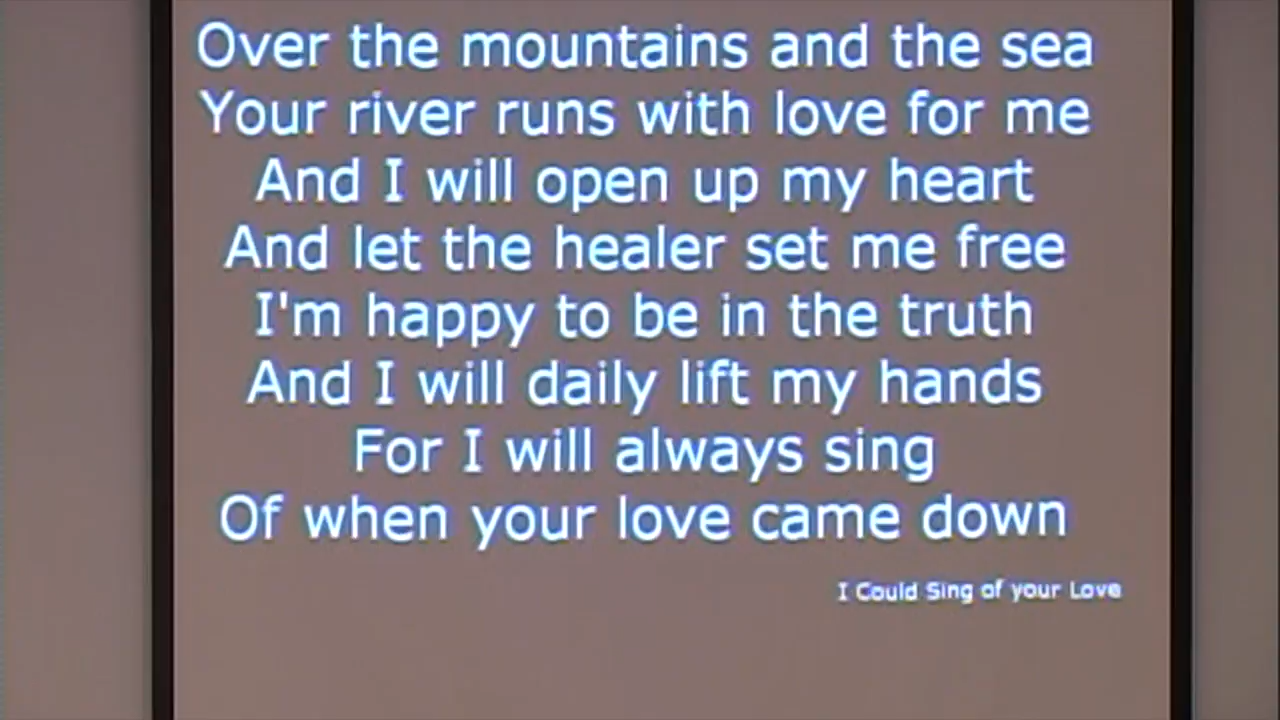 Over the mountains and the sea
Your river runs with love for me
And I will open up my heart
And let the healer set me free
I'm happy to be in the truth
And I will daily lift my hands
For I will always sing
Of when your love came down
I Could Sing of your Love